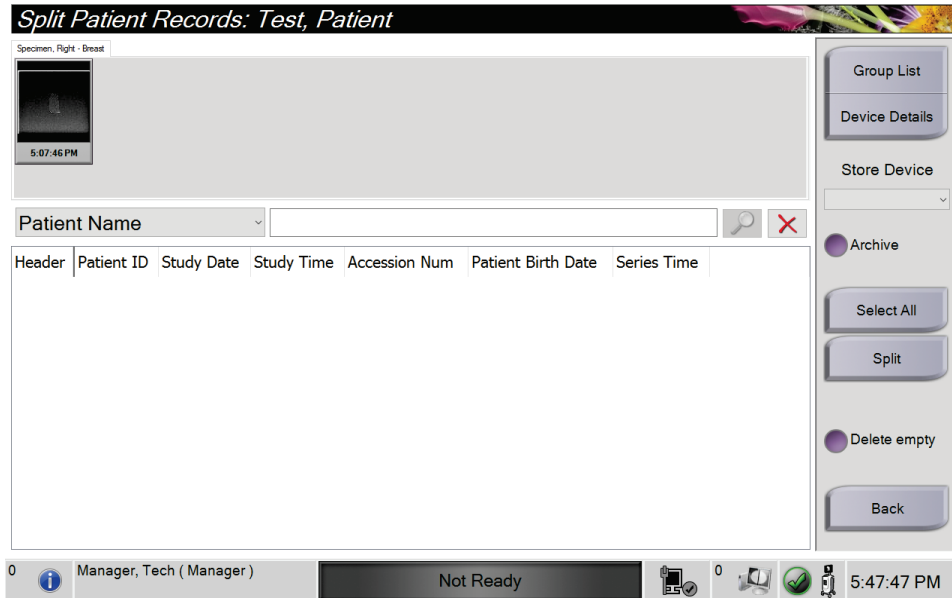 Split Patient Records: Test, Patient
Specimen, Right - Breast
5:07:46 PM
Group List
Device Details
Store Device
Patient Name
Archive
Header Patient ID Study Date Study Time Accession Num Patient Birth Date Series Time
Select All
Split
Delete empty
Back
0 Manager, Tech ( Manager ) Not Ready 0 5:47:47 PM